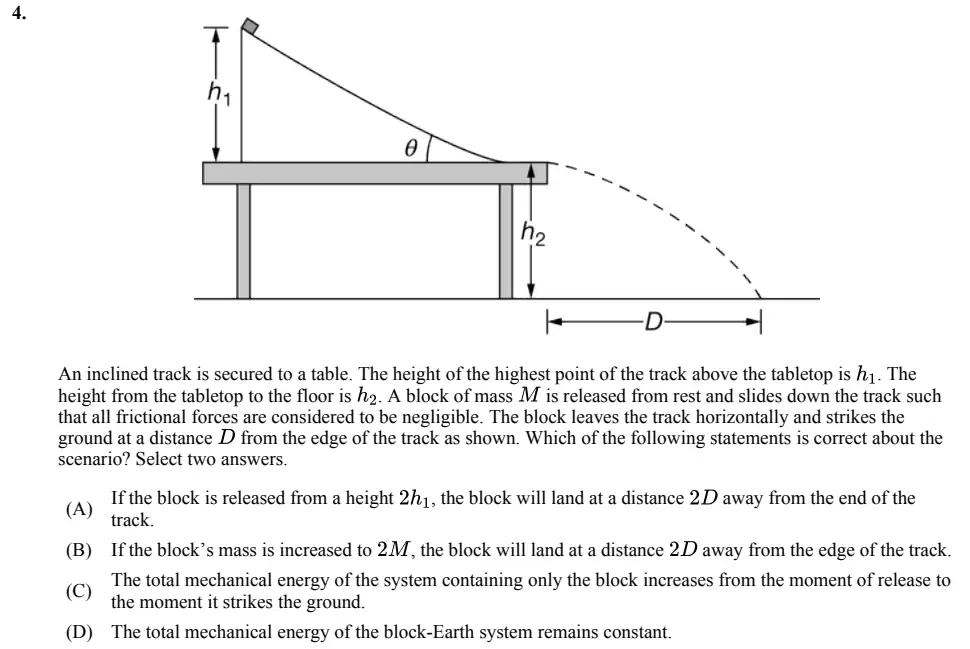 4.
h₁
θ
h₂
D
An inclined track is secured to a table. The height of the highest point of the track above the tabletop is h₁. The
height from the tabletop to the floor is h₂. A block of mass M is released from rest and slides down the track such
that all frictional forces are considered to be negligible. The block leaves the track horizontally and strikes the
ground at a distance D from the edge of the track as shown. Which of the following statements is correct about the
scenario? Select two answers.
(A) If the block is released from a height 2h₁, the block will land at a distance 2D away from the end of the
track.
(B) If the block’s mass is increased to 2M, the block will land at a distance 2D away from the edge of the track.
(C) The total mechanical energy of the system containing only the block increases from the moment of release to
the moment it strikes the ground.
(D) The total mechanical energy of the block-Earth system remains constant.